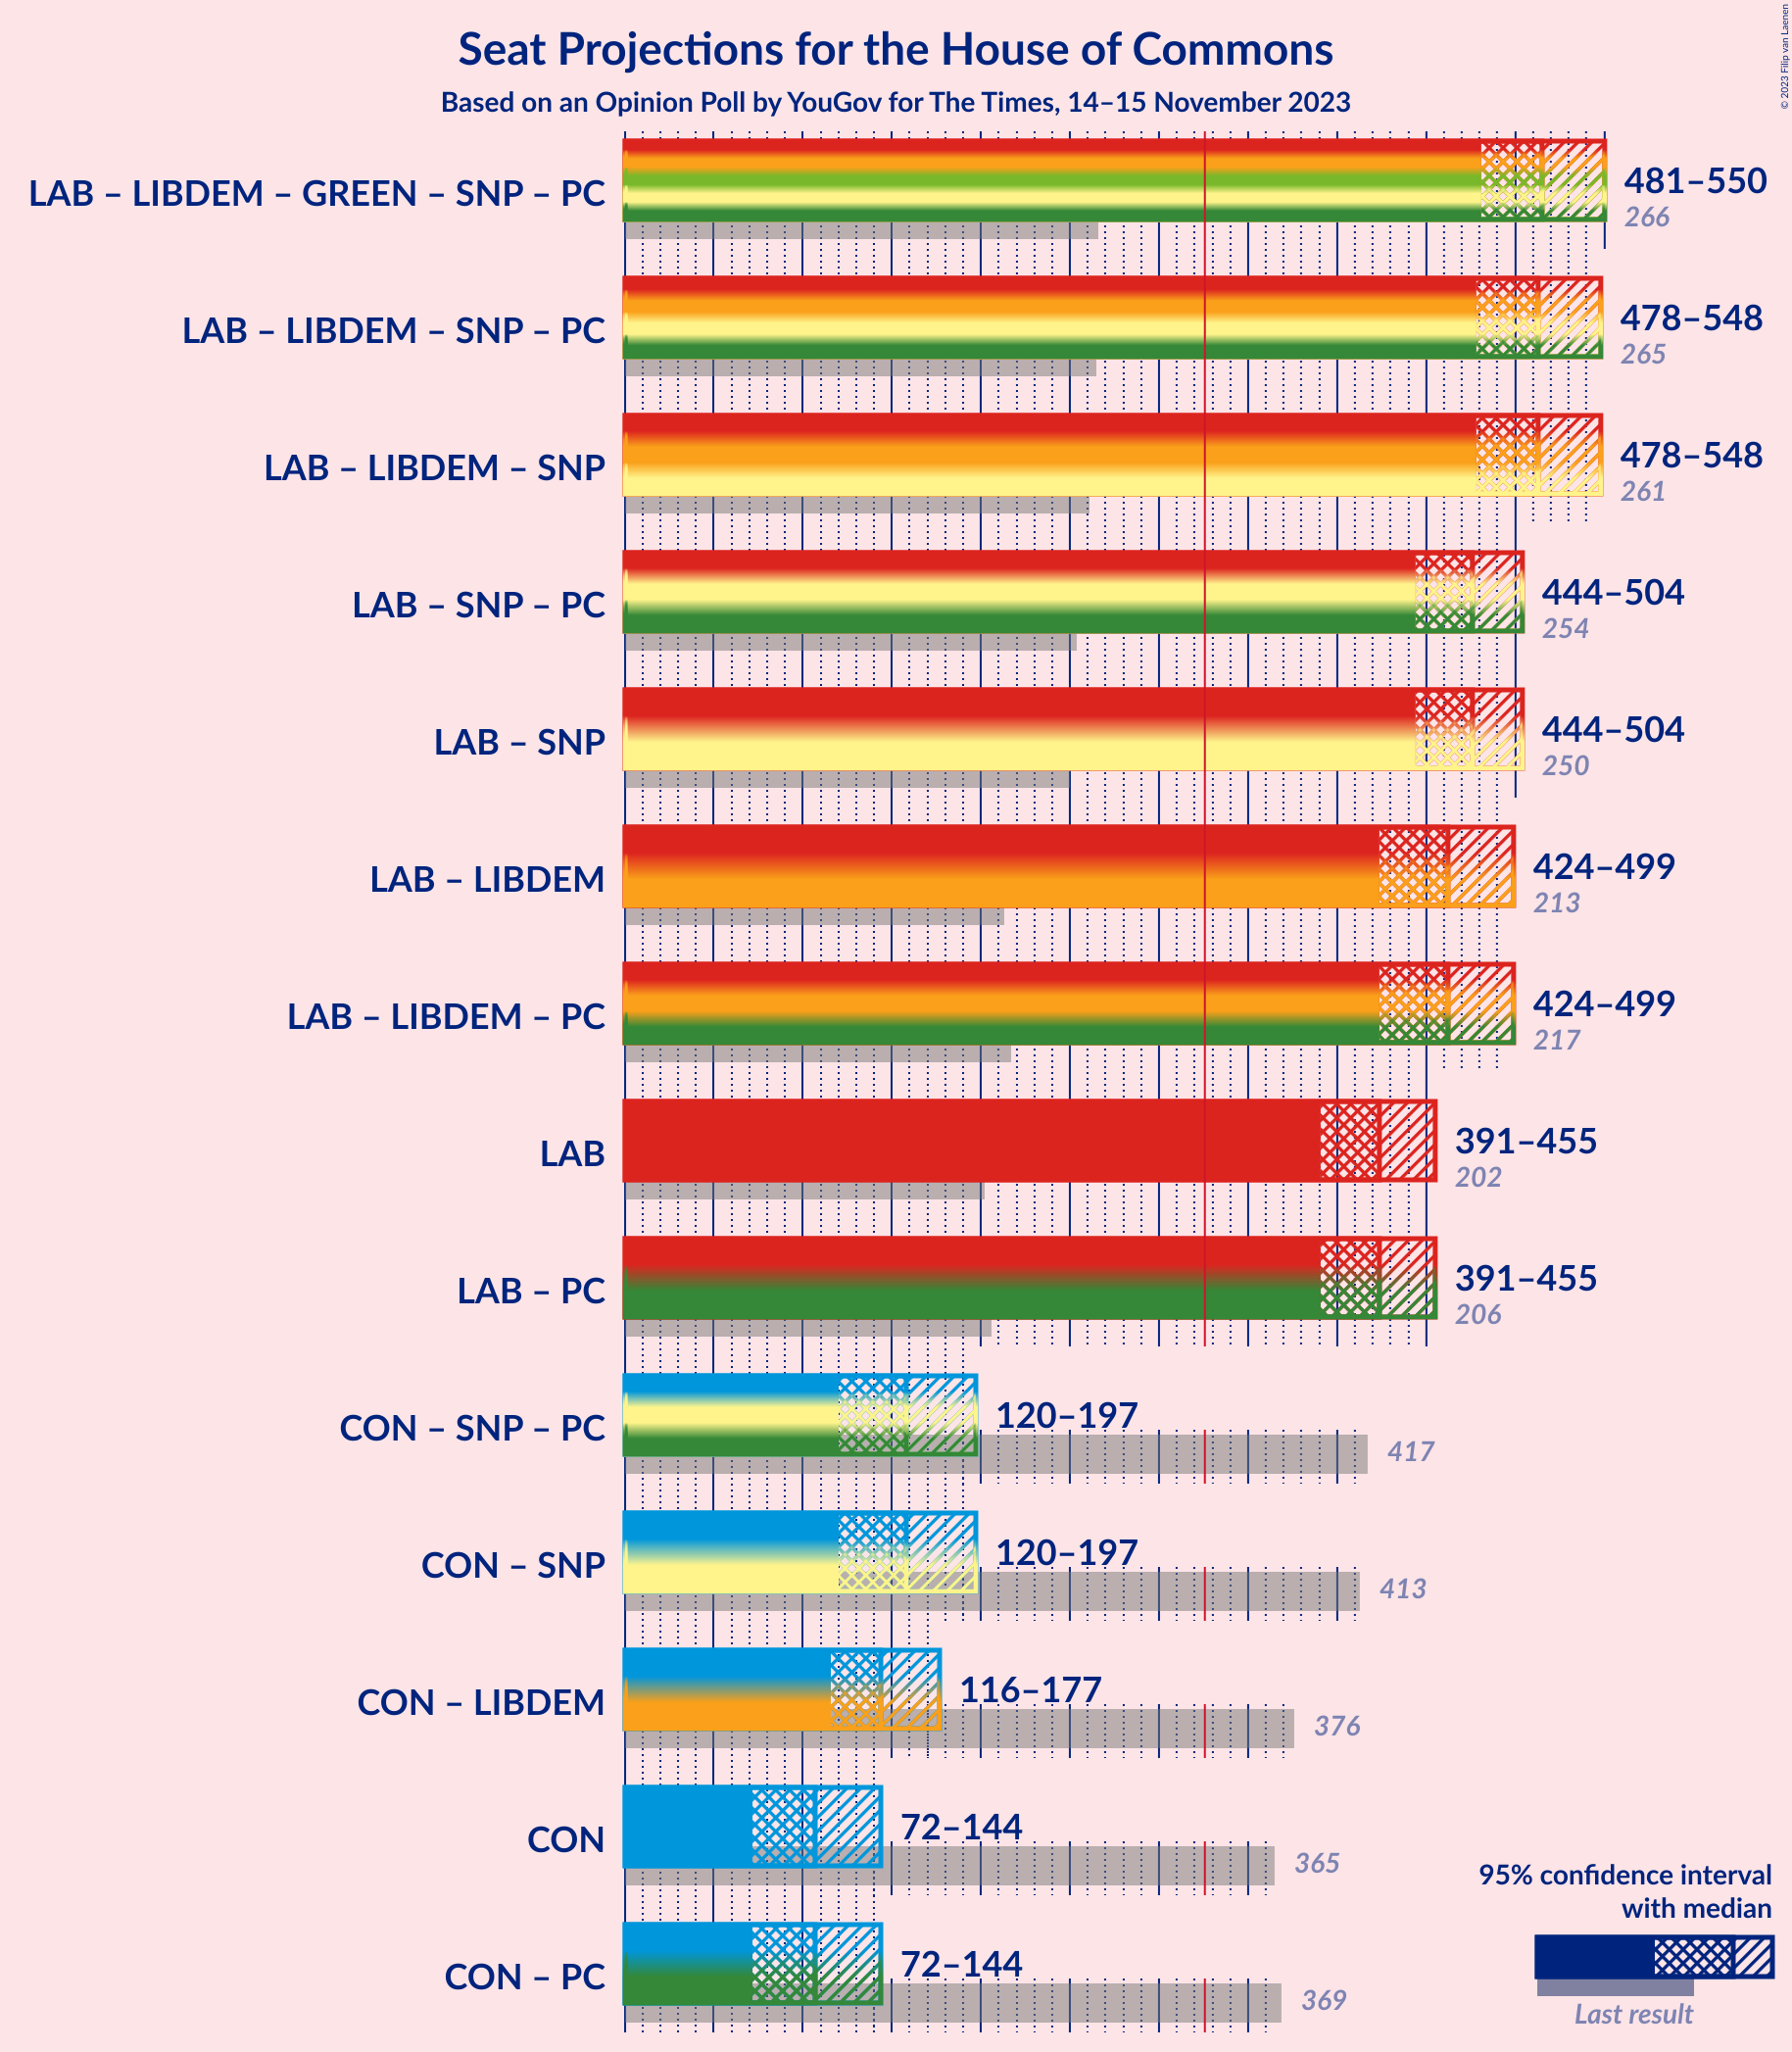 Seat Projections for the House of Commons
Based on an Opinion Poll by YouGov for The Times, 14–15 November 2023
© 2023 Filip van Laenen
LAB – LIBDEM – GREEN – SNP – PC
481–550
266
LAB – LIBDEM – SNP – PC
478–548
265
LAB – LIBDEM – SNP
478–548
261
LAB – SNP – PC
444–504
254
LAB – SNP
444–504
250
LAB – LIBDEM
424–499
213
LAB – LIBDEM – PC
424–499
217
LAB
391–455
202
LAB – PC
391–455
206
CON – SNP – PC
120–197
417
CON – SNP
120–197
413
CON – LIBDEM
116–177
376
CON
72–144
365
CON – PC
72–144
369
95% confidence interval
with median
Last result